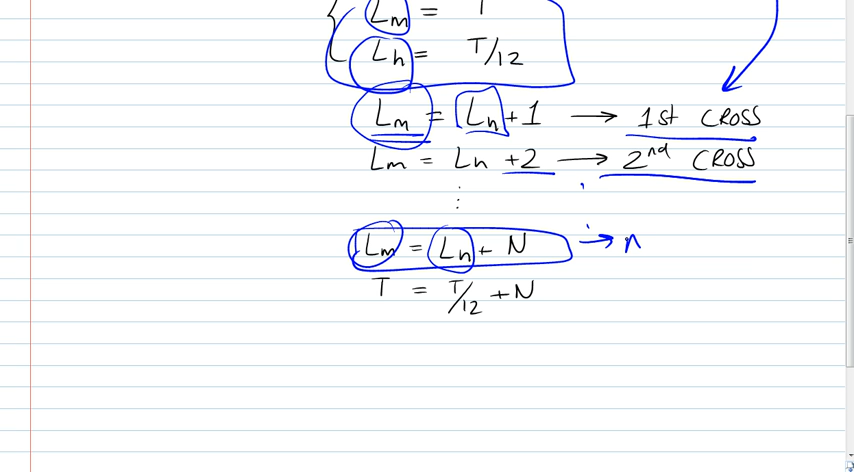 Lm = T
Lh = T/12
Lm = Lh + 1 → 1st CROSS
Lm = Lh + 2 → 2nd CROSS
⋮
Lm = Lh + N → n
T = T/12 + N